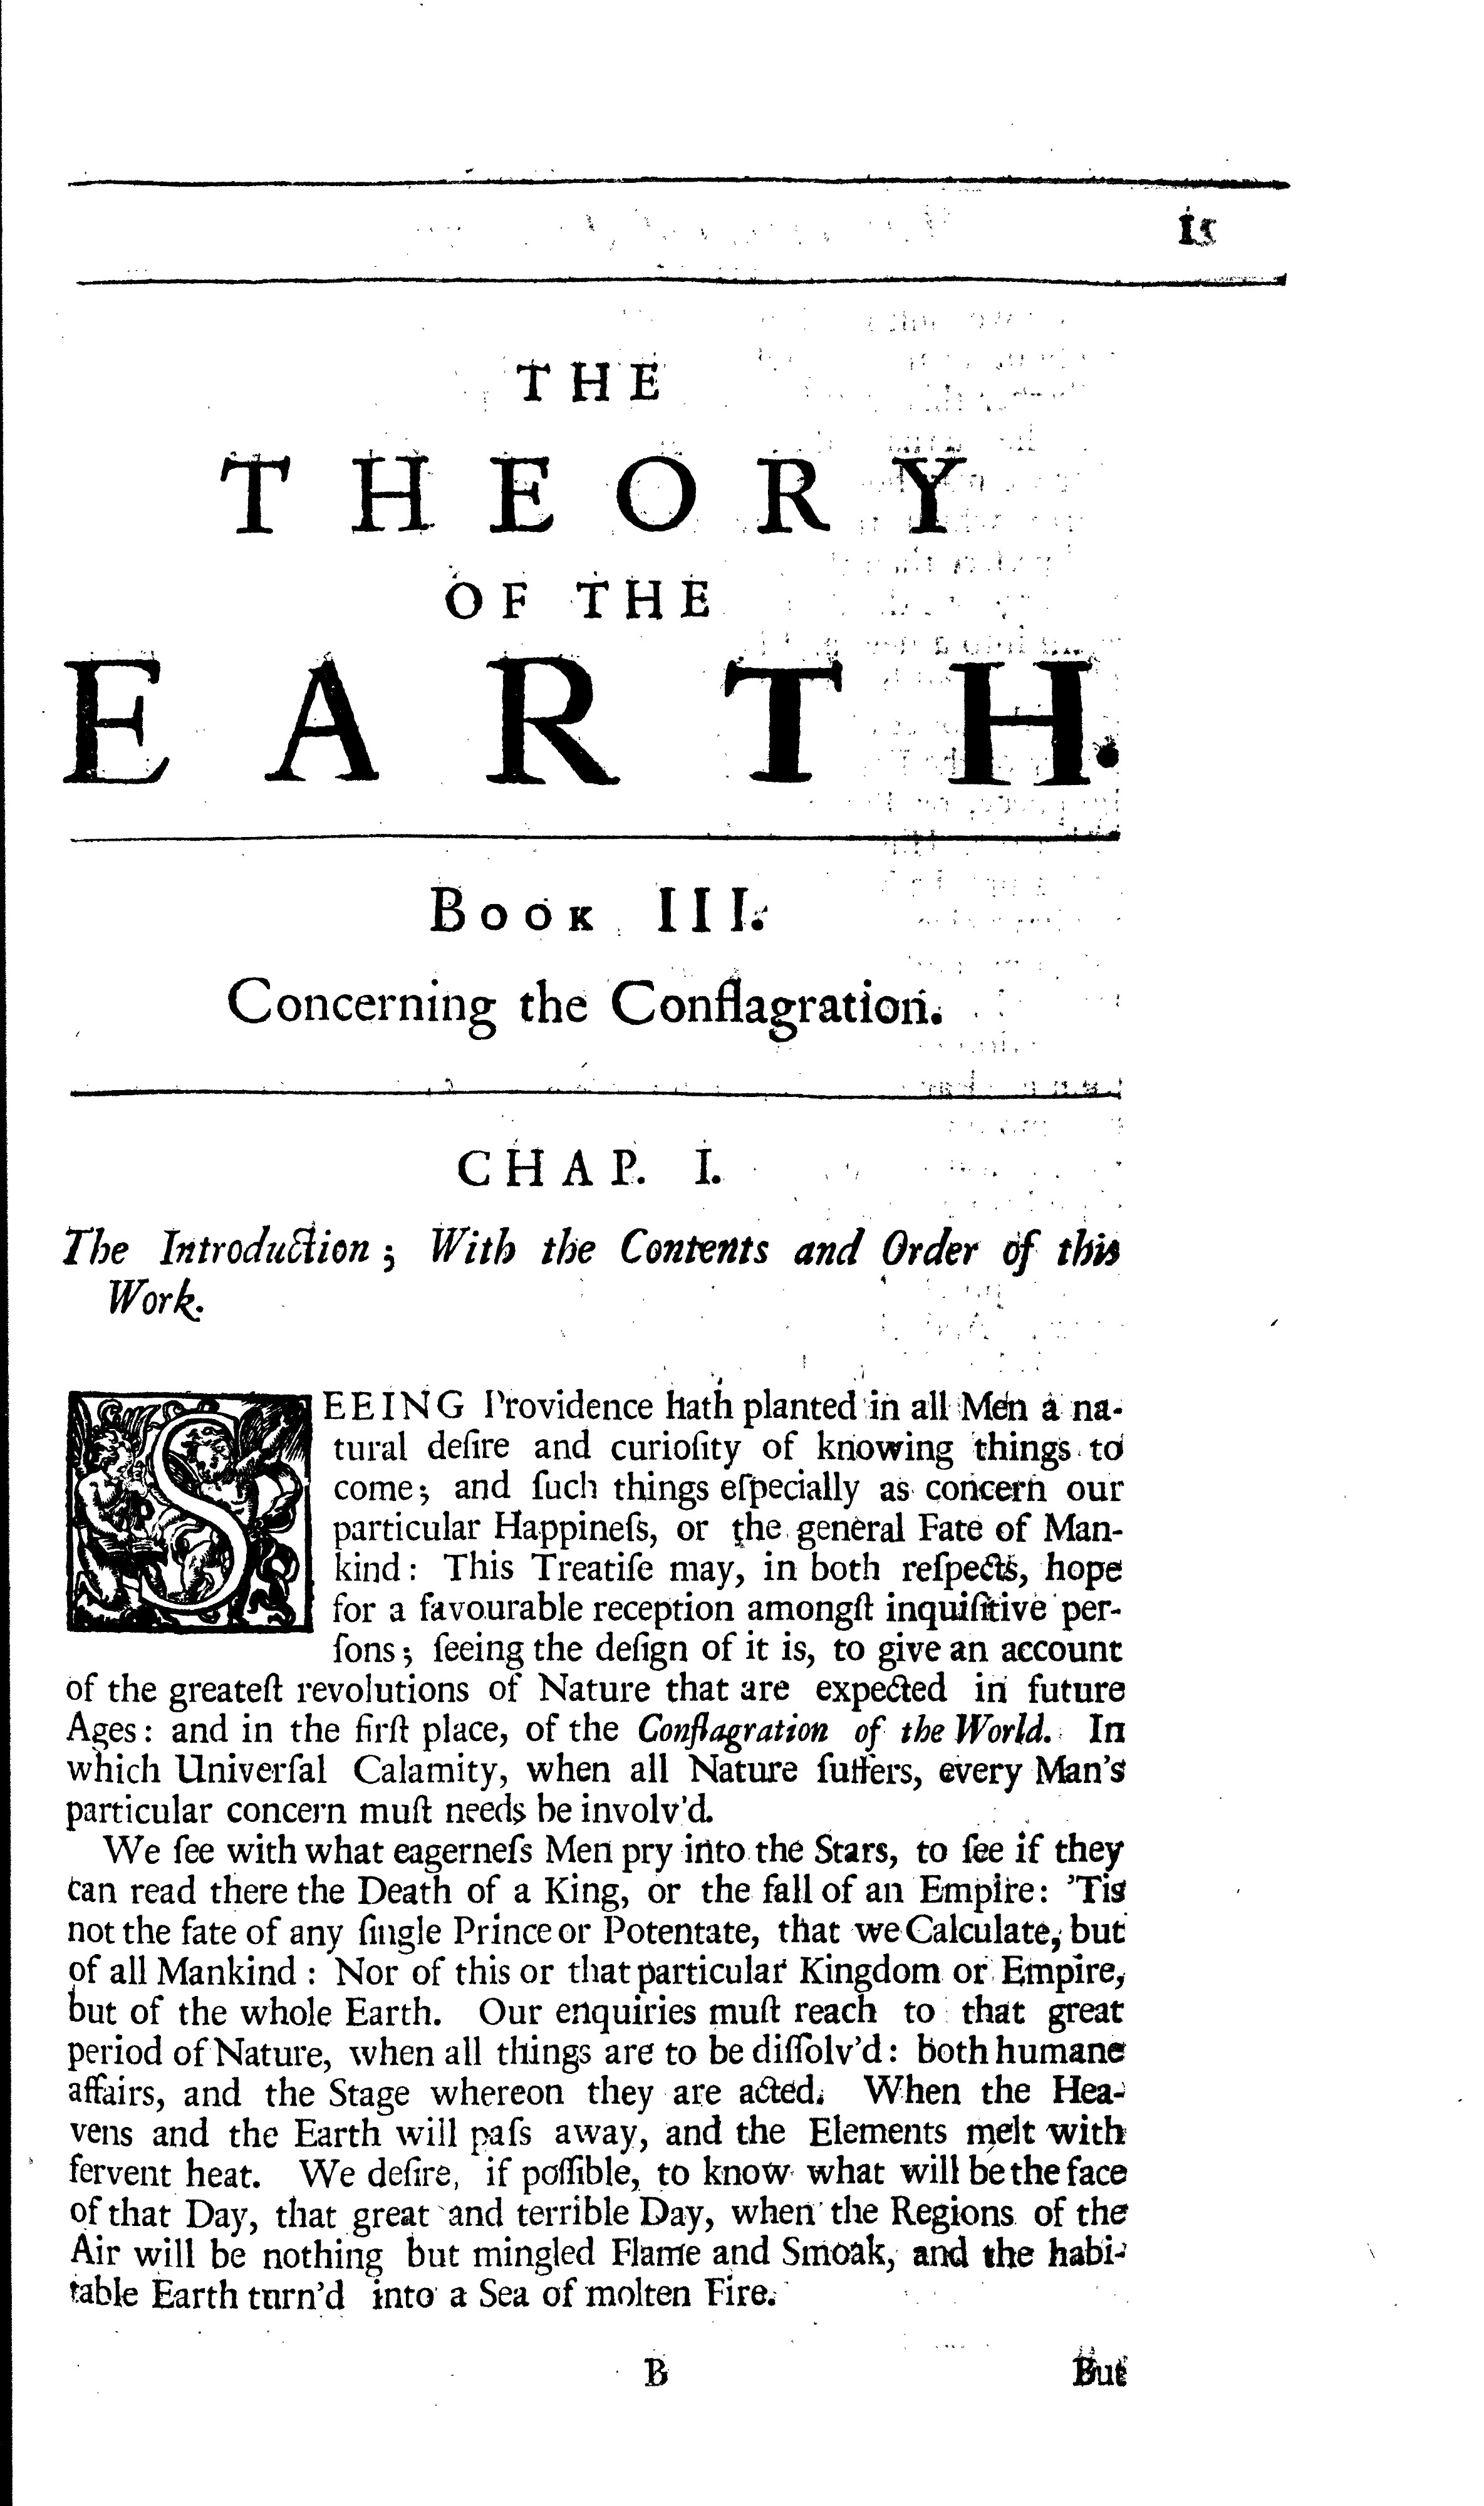 THE
THEORY
OF THE
EARTH.
Book III.
Concerning the Conflagration.
CHAP. I.
The Introduction; With the Contents and Order of this
Work.
SEEING Providence hath planted in all Men a na-
tural deſire and curioſity of knowing things to
come; and ſuch things eſpecially as concern our
particular Happineſs, or the general Fate of Man-
kind: This Treatiſe may, in both reſpects, hope
for a favourable reception amongſt inquiſitive per-
ſons; ſeeing the deſign of it is, to give an account
of the greateſt revolutions of Nature that are expected in future
Ages: and in the firſt place, of the Conflagration of the World. In
which Univerſal Calamity, when all Nature ſuffers, every Man's
particular concern muſt needs be involv'd.
We ſee with what eagerneſs Men pry into the Stars, to ſee if they
can read there the Death of a King, or the fall of an Empire: 'Tis
not the fate of any ſingle Prince or Potentate, that we Calculate, but
of all Mankind: Nor of this or that particular Kingdom or Empire,
but of the whole Earth. Our enquiries muſt reach to that great
period of Nature, when all things are to be diſſolv'd: both humane
affairs, and the Stage whereon they are acted. When the Hea-
vens and the Earth will paſs away, and the Elements melt with
fervent heat. We deſire, if poſſible, to know what will be the face
of that Day, that great and terrible Day, when the Regions of the
Air will be nothing but mingled Flame and Smoak, and the habi-
table Earth turn'd into a Sea of molten Fire.
B But